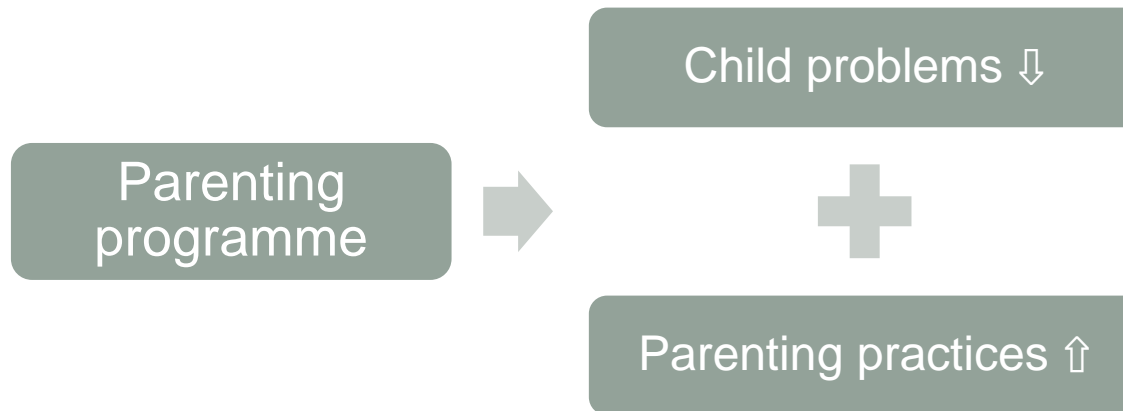 Child problems ⇩
Parenting
programme
Parenting practices ⇧